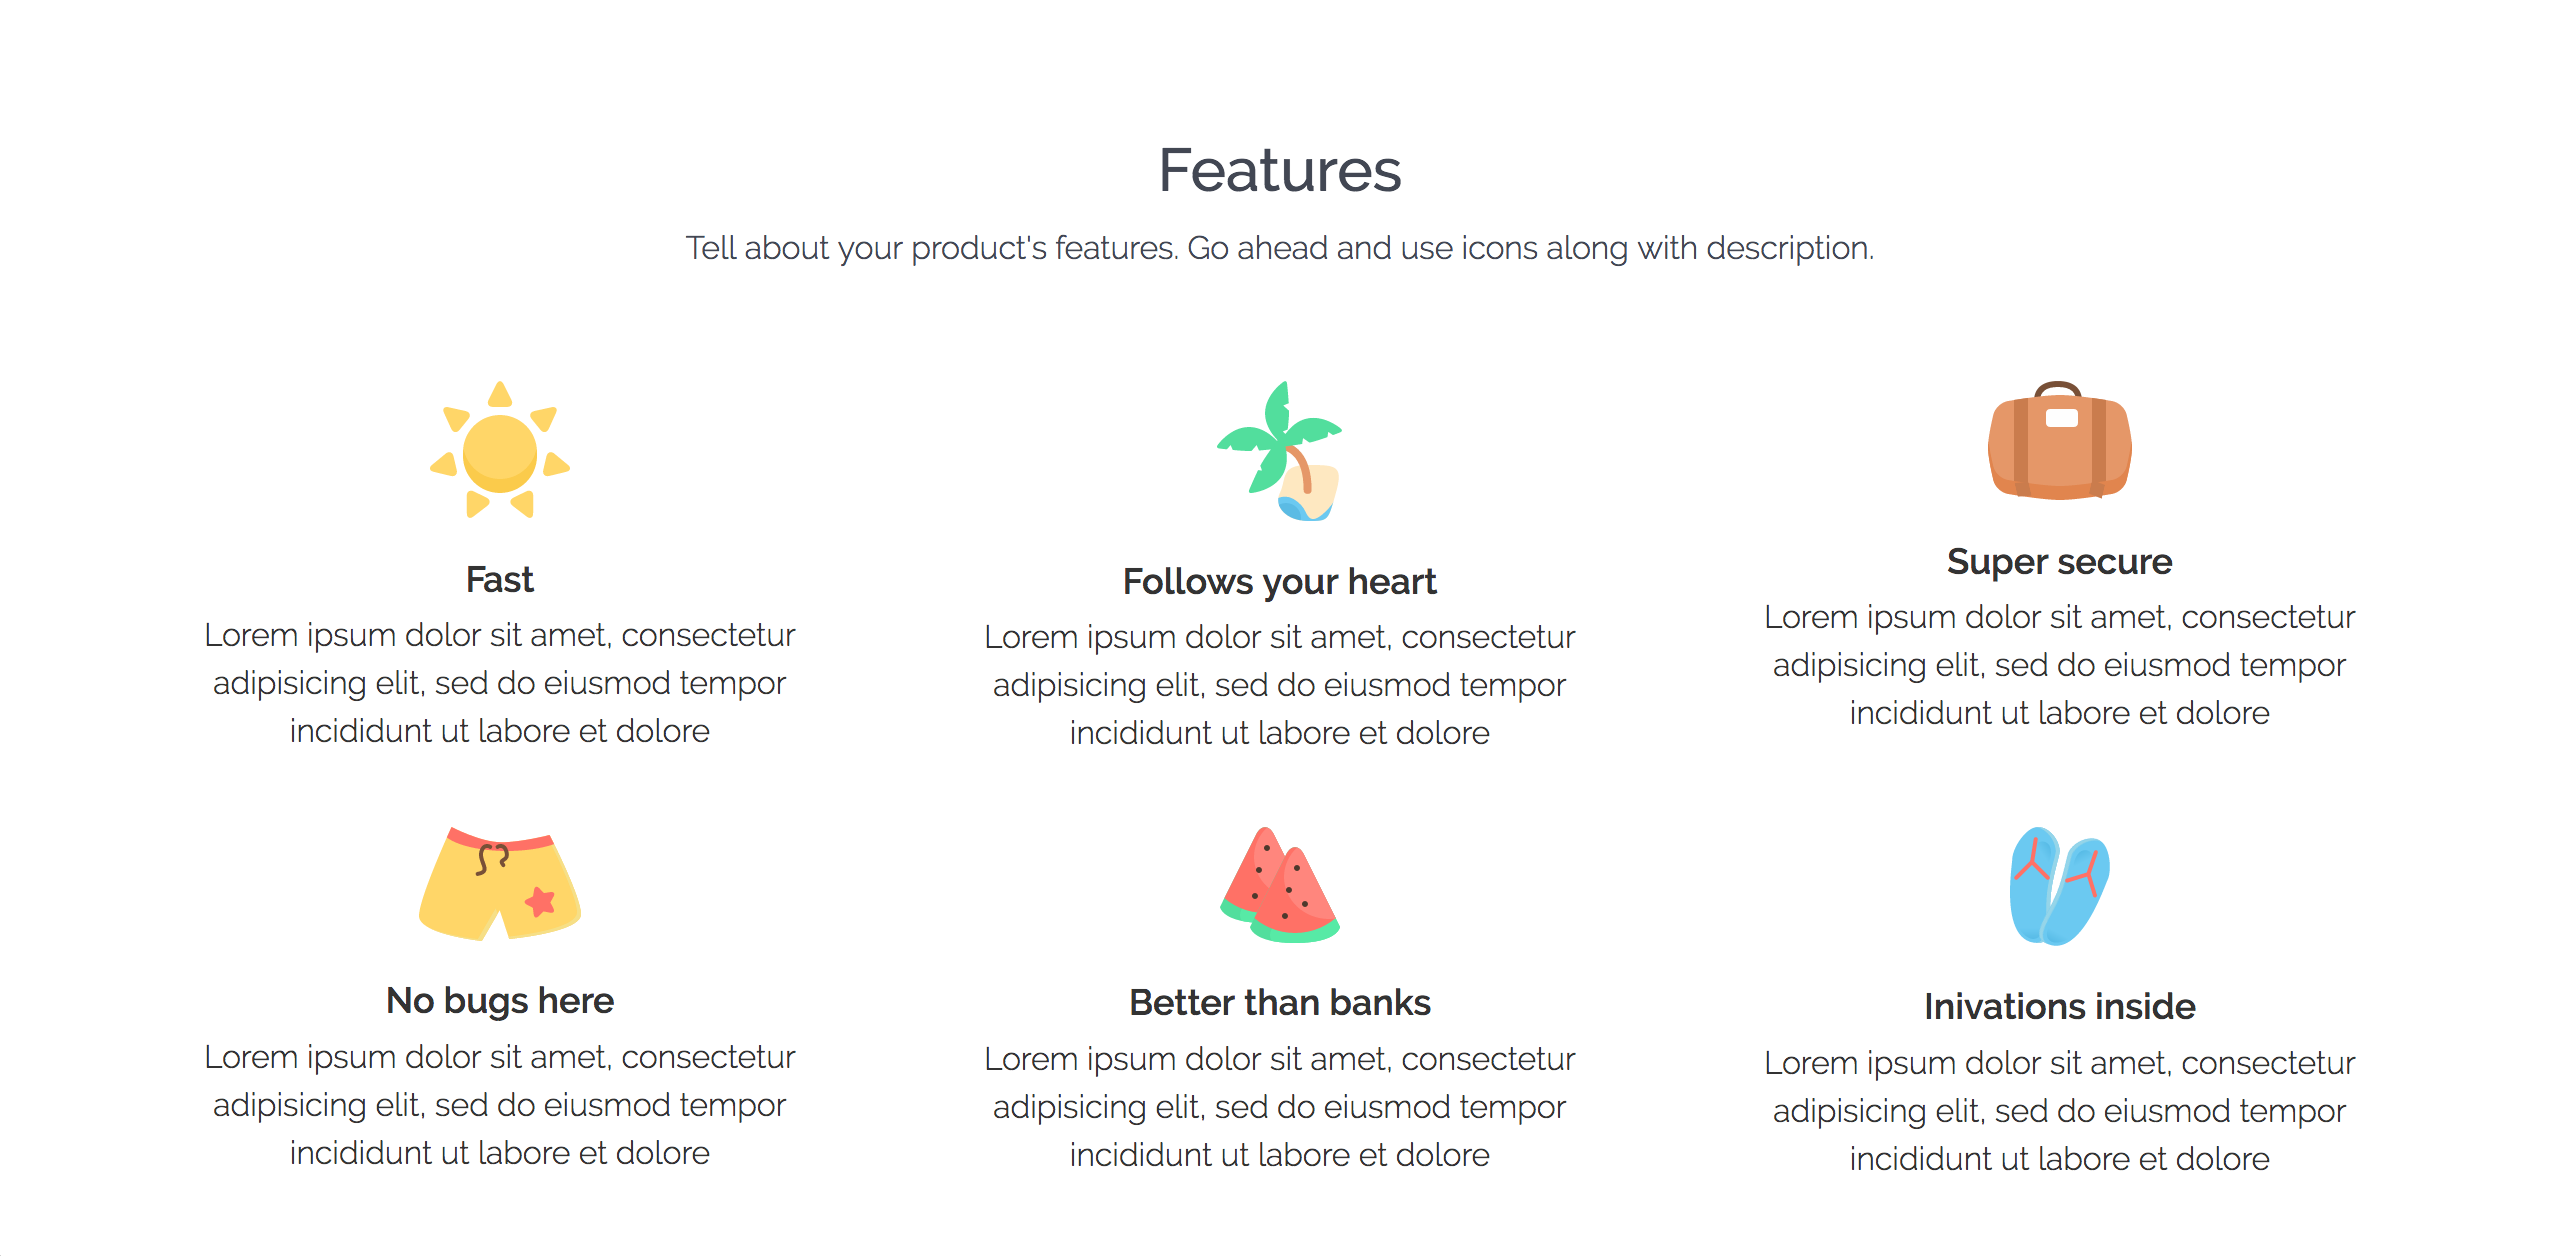 Features
Tell about your product's features. Go ahead and use icons along with description.
Fast
Lorem ipsum dolor sit amet, consectetur
adipisicing elit, sed do eiusmod tempor
incididunt ut labore et dolore
Follows your heart
Lorem ipsum dolor sit amet, consectetur
adipisicing elit, sed do eiusmod tempor
incididunt ut labore et dolore
Super secure
Lorem ipsum dolor sit amet, consectetur
adipisicing elit, sed do eiusmod tempor
incididunt ut labore et dolore
No bugs here
Lorem ipsum dolor sit amet, consectetur
adipisicing elit, sed do eiusmod tempor
incididunt ut labore et dolore
Better than banks
Lorem ipsum dolor sit amet, consectetur
adipisicing elit, sed do eiusmod tempor
incididunt ut labore et dolore
Inivations inside
Lorem ipsum dolor sit amet, consectetur
adipisicing elit, sed do eiusmod tempor
incididunt ut labore et dolore